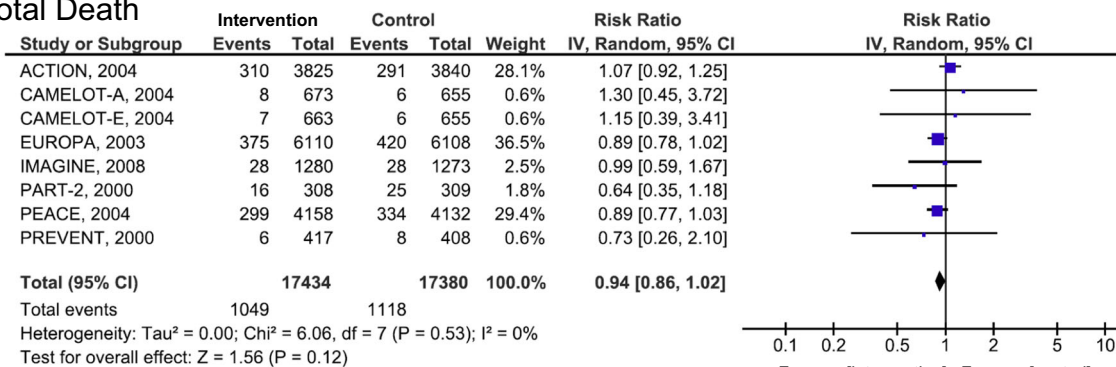 otal Death
Intervention Control Risk Ratio Risk Ratio
Study or Subgroup Events Total Events Total Weight IV, Random, 95% CI IV, Random, 95% CI
ACTION, 2004 310 3825 291 3840 28.1% 1.07 [0.92, 1.25]
CAMELOT-A, 2004 8 673 6 655 0.6% 1.30 [0.45, 3.72]
CAMELOT-E, 2004 7 663 6 655 0.6% 1.15 [0.39, 3.41]
EUROPA, 2003 375 6110 420 6108 36.5% 0.89 [0.78, 1.02]
IMAGINE, 2008 28 1280 28 1273 2.5% 0.99 [0.59, 1.67]
PART-2, 2000 16 308 25 309 1.8% 0.64 [0.35, 1.18]
PEACE, 2004 299 4158 334 4132 29.4% 0.89 [0.77, 1.03]
PREVENT, 2000 6 417 8 408 0.6% 0.73 [0.26, 2.10]
Total (95% CI) 17434 17380 100.0% 0.94 [0.86, 1.02]
Total events 1049 1118
Heterogeneity: Tau² = 0.00; Chi² = 6.06, df = 7 (P = 0.53); I² = 0%
Test for overall effect: Z = 1.56 (P = 0.12)
0.1 0.2 0.5 1 2 5 10